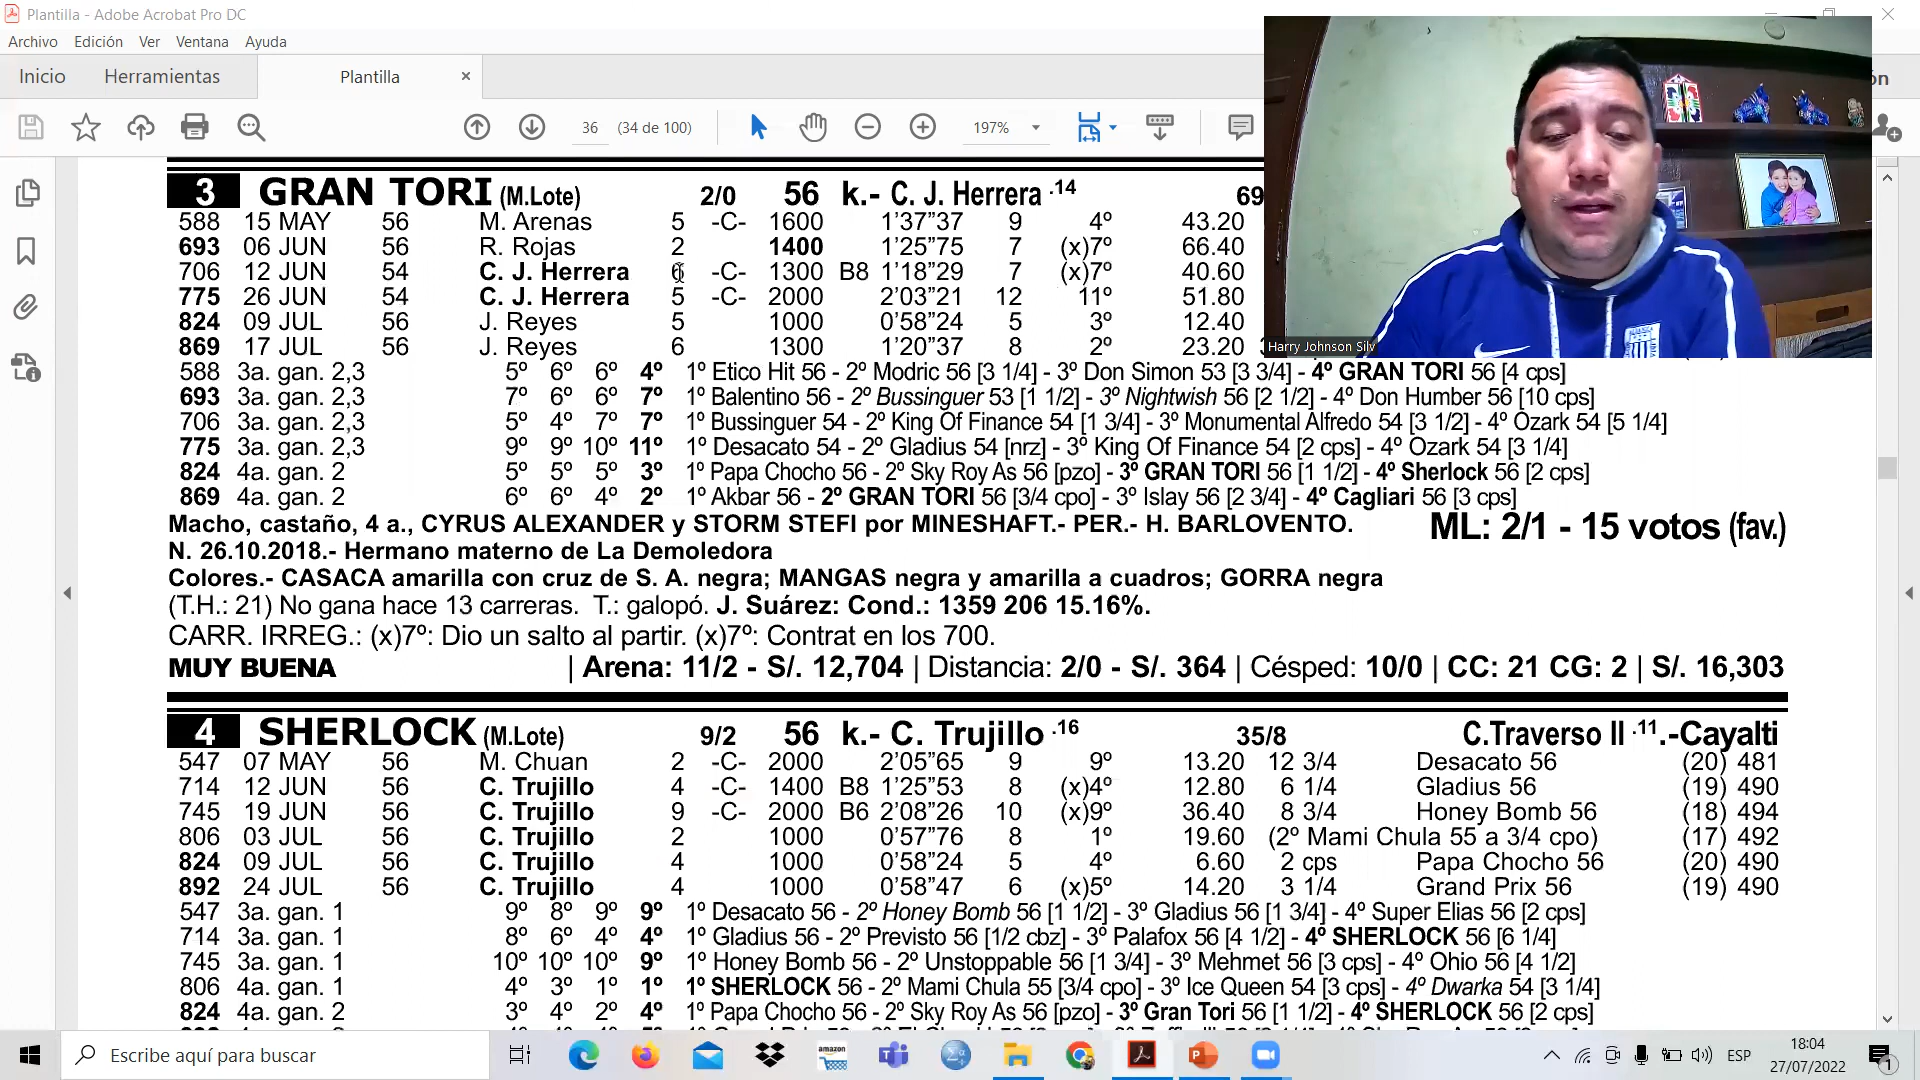 Plantilla - Adobe Acrobat Pro DC
Archivo Edición Ver Ventana Ayuda
Inicio Herramientas Plantilla × ón
36 (34 de 100) 197%
3 GRAN TORI (M.Lote) 2/0 56 k.- C. J. Herrera .14 69
588 15 MAY 56 M. Arenas 5 -C- 1600 1'37"37 9 4º 43.20
693 06 JUN 56 R. Rojas 2 1400 1'25"75 7 (x)7º 66.40
706 12 JUN 54 C. J. Herrera 6 -C- 1300 B8 1'18"29 7 (x)7º 40.60
775 26 JUN 54 C. J. Herrera 5 -C- 2000 2'03"21 12 11º 51.80
824 09 JUL 56 J. Reyes 5 1000 0'58"24 5 3º 12.40
869 17 JUL 56 J. Reyes 6 1300 1'20"37 8 2º 23.20
Harry Johnson Silv
588 3a. gan. 2,3 5º 6º 6º 4º 1º Etico Hit 56 - 2º Modric 56 [3 1/4] - 3º Don Simon 53 [3 3/4] - 4º GRAN TORI 56 [4 cps]
693 3a. gan. 2,3 7º 6º 6º 7º 1º Balentino 56 - 2º Bussinguer 53 [1 1/2] - 3º Nightwish 56 [2 1/2] - 4º Don Humber 56 [10 cps]
706 3a. gan. 2,3 5º 4º 7º 7º 1º Bussinguer 54 - 2º King Of Finance 54 [1 3/4] - 3º Monumental Alfredo 54 [3 1/2] - 4º Ozark 54 [5 1/4]
775 3a. gan. 2,3 9º 9º 10º 11º 1º Desacato 54 - 2º Gladius 54 [nrz] - 3º King Of Finance 54 [2 cps] - 4º Ozark 54 [3 1/4]
824 4a. gan. 2 5º 5º 5º 3º 1º Papa Chocho 56 - 2º Sky Roy As 56 [pzo] - 3º GRAN TORI 56 [1 1/2] - 4º Sherlock 56 [2 cps]
869 4a. gan. 2 6º 6º 4º 2º 1º Akbar 56 - 2º GRAN TORI 56 [3/4 cpo] - 3º Islay 56 [2 3/4] - 4º Cagliari 56 [3 cps]
Macho, castaño, 4 a., CYRUS ALEXANDER y STORM STEFI por MINESHAFT.- PER.- H. BARLOVENTO. ML: 2/1 - 15 votos (fav.)
N. 26.10.2018.- Hermano materno de La Demoledora
Colores.- CASACA amarilla con cruz de S. A. negra; MANGAS negra y amarilla a cuadros; GORRA negra
(T.H.: 21) No gana hace 13 carreras. T.: galopó. J. Suárez: Cond.: 1359 206 15.16%.
CARR. IRREG.: (x)7º: Dio un salto al partir. (x)7º: Contrat en los 700.
MUY BUENA | Arena: 11/2 - S/. 12,704 | Distancia: 2/0 - S/. 364 | Césped: 10/0 | CC: 21 CG: 2 | S/. 16,303
4 SHERLOCK (M.Lote) 9/2 56 k.- C. Trujillo .16 35/8 C.Traverso II .11.-Cayalti
547 07 MAY 56 M. Chuan 2 -C- 2000 2'05"65 9 9º 13.20 12 3/4 Desacato 56 (20) 481
714 12 JUN 56 C. Trujillo 4 -C- 1400 B8 1'25"53 8 (x)4º 12.80 6 1/4 Gladius 56 (19) 490
745 19 JUN 56 C. Trujillo 9 -C- 2000 B6 2'08"26 10 (x)9º 36.40 8 3/4 Honey Bomb 56 (18) 494
806 03 JUL 56 C. Trujillo 2 1000 0'57"76 8 1º 19.60 (2º Mami Chula 55 a 3/4 cpo) (17) 492
824 09 JUL 56 C. Trujillo 4 1000 0'58"24 5 4º 6.60 2 cps Papa Chocho 56 (20) 490
892 24 JUL 56 C. Trujillo 4 1000 0'58"47 6 (x)5º 14.20 3 1/4 Grand Prix 56 (19) 490
547 3a. gan. 1 9º 8º 9º 9º 1º Desacato 56 - 2º Honey Bomb 56 [1 1/2] - 3º Gladius 56 [1 3/4] - 4º Super Elias 56 [2 cps]
714 3a. gan. 1 8º 6º 4º 4º 1º Gladius 56 - 2º Previsto 56 [1/2 cbz] - 3º Palafox 56 [4 1/2] - 4º SHERLOCK 56 [6 1/4]
745 3a. gan. 1 10º 10º 10º 9º 1º Honey Bomb 56 - 2º Unstoppable 56 [1 3/4] - 3º Mehmet 56 [3 cps] - 4º Ohio 56 [4 1/2]
806 4a. gan. 1 4º 3º 1º 1º 1º SHERLOCK 56 - 2º Mami Chula 55 [3/4 cpo] - 3º Ice Queen 54 [3 cps] - 4º Dwarka 54 [3 1/4]
824 4a. gan. 2 3º 4º 2º 4º 1º Papa Chocho 56 - 2º Sky Roy As 56 [pzo] - 3º Gran Tori 56 [1 1/2] - 4º SHERLOCK 56 [2 cps]
Escribe aquí para buscar
amazon
ESP
18:04
27/07/2022
1